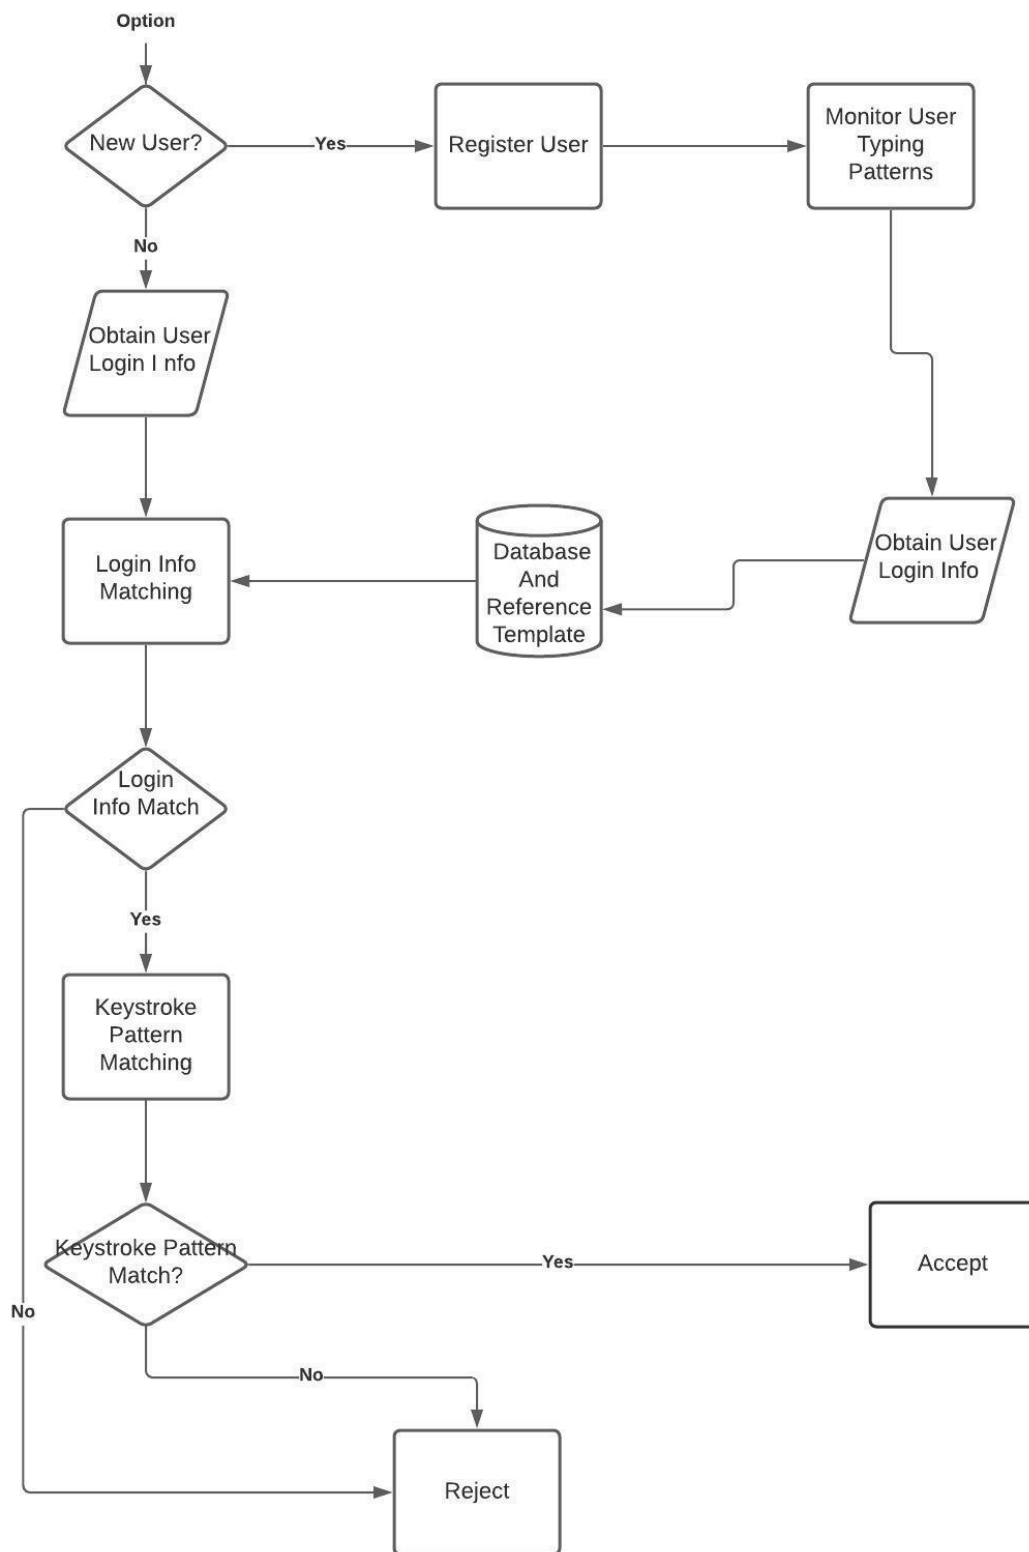 Option
New User?
Yes
Register User
Monitor User
Typing
Patterns
No
Obtain User
Login I nfo
Login Info
Matching
Database
And
Reference
Template
Obtain User
Login Info
Login
Info Match
Yes
Keystroke
Pattern
Matching
Keystroke Pattern
Match?
Yes
Accept
No
No
Reject